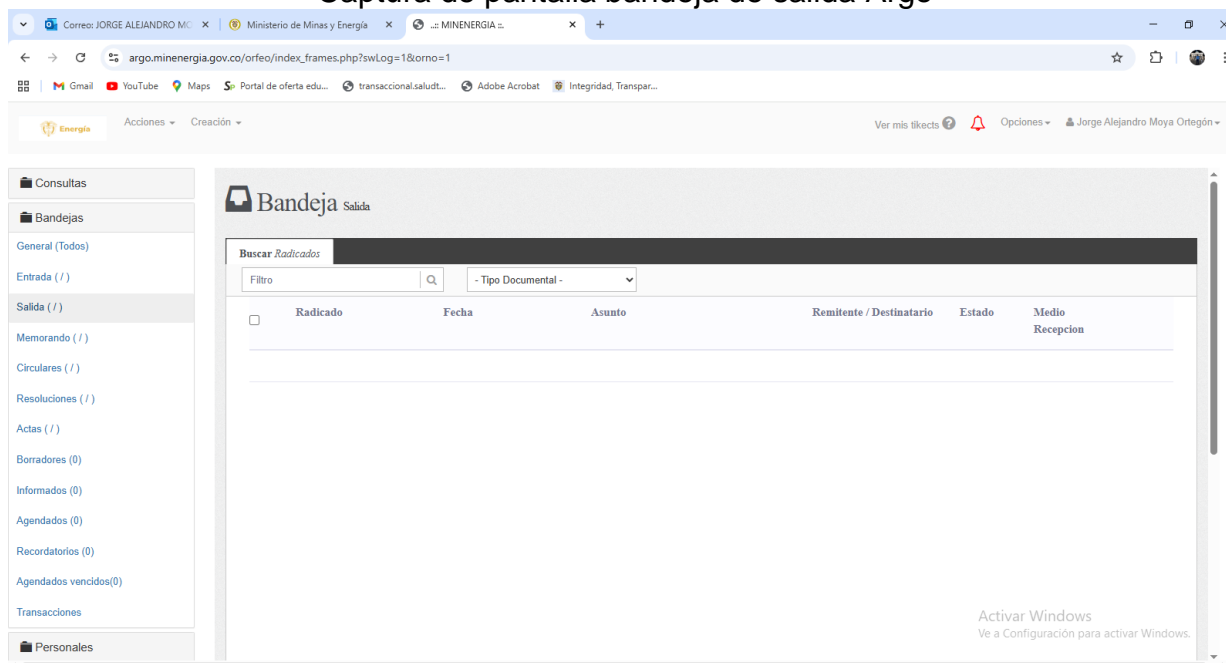 Captura de pantalla bandeja de salida Argo
Correo: JORGE ALEJANDRO MO
Ministerio de Minas y Energía
..:: MINENERGIA ::.
argo.minenergia.gov.co/orfeo/index_frames.php?swLog=1&orno=1
Gmail YouTube Maps Portal de oferta edu... transaccional.saludt... Adobe Acrobat Integridad, Transpar...
Energía Acciones Creación Ver mis tikects Opciones Jorge Alejandro Moya Ortegón
Consultas
Bandejas
General (Todos)
Entrada ( / )
Salida ( / )
Memorando ( / )
Circulares ( / )
Resoluciones ( / )
Actas ( / )
Borradores (0)
Informados (0)
Agendados (0)
Recordatorios (0)
Agendados vencidos(0)
Transacciones
Personales
Bandeja Salida
Buscar Radicados
Filtro - Tipo Documental -
Radicado Fecha Asunto Remitente / Destinatario Estado Medio
Recepcion
Activar Windows
Ve a Configuración para activar Windows.